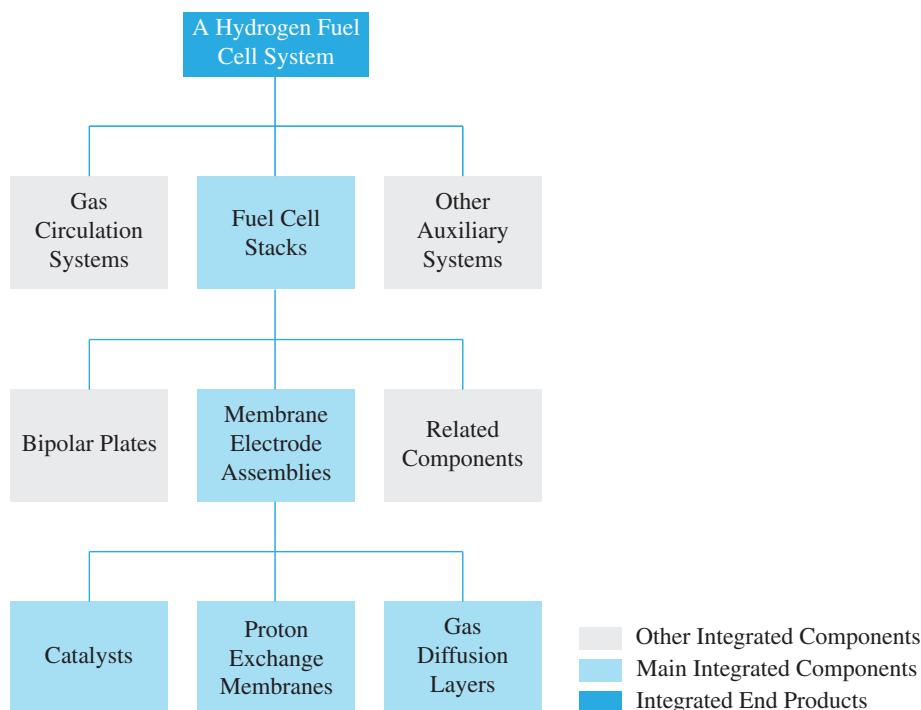 A Hydrogen Fuel
Cell System
Gas
Circulation
Systems
Fuel Cell
Stacks
Other
Auxiliary
Systems
Bipolar Plates
Membrane
Electrode
Assemblies
Related
Components
Catalysts
Proton
Exchange
Membranes
Gas
Diffusion
Layers
Other Integrated Components
Main Integrated Components
Integrated End Products